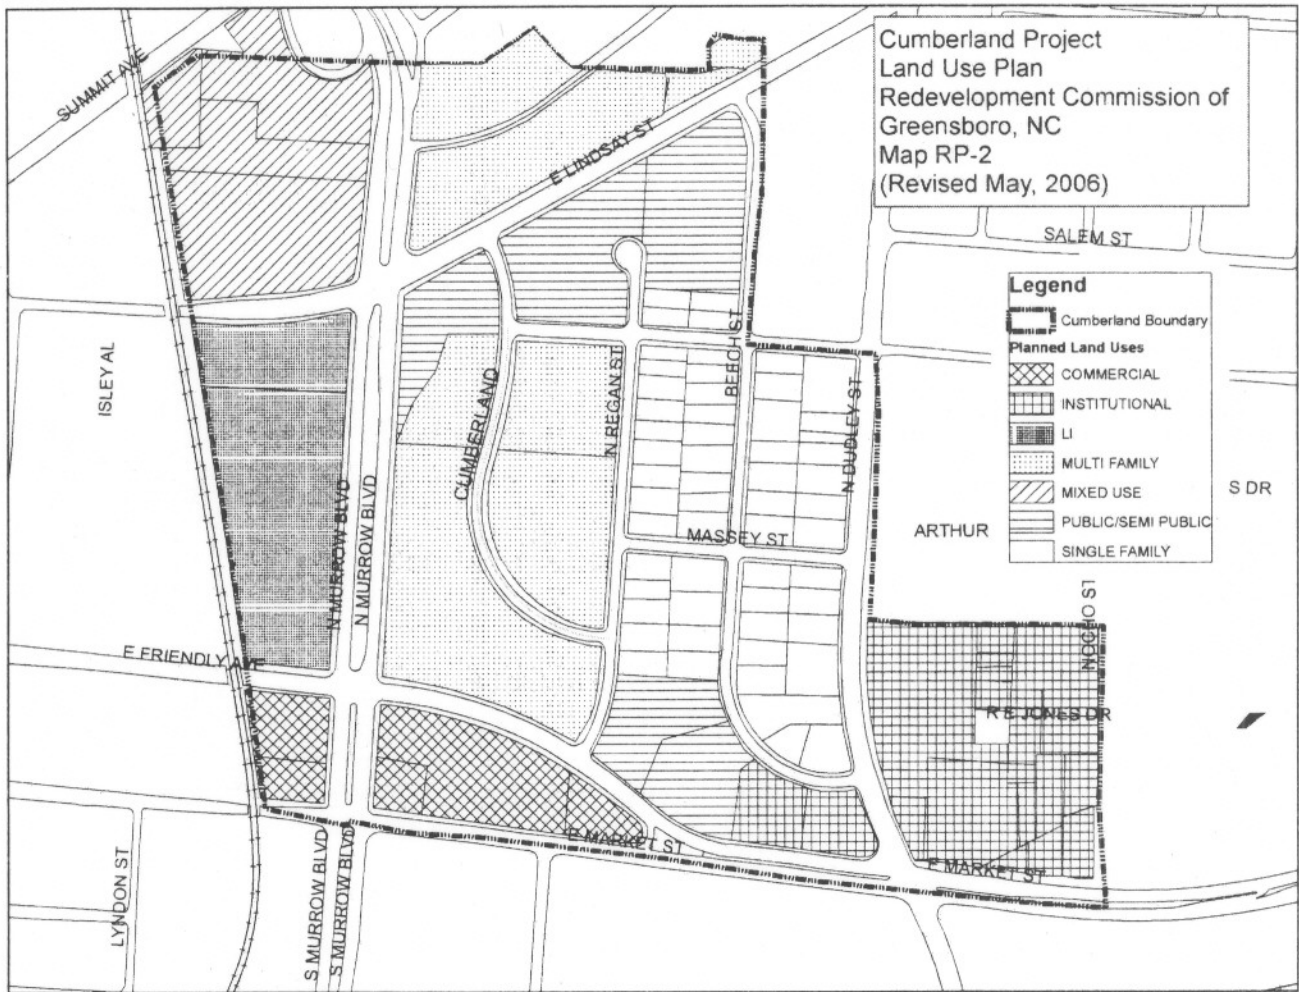 Cumberland Project
Land Use Plan
Redevelopment Commission of
Greensboro, NC
Map RP-2
(Revised May, 2006)
SUMMIT AVE
E LINDSAY ST
SALEM ST
Legend
Cumberland Boundary
Planned Land Uses
COMMERCIAL
INSTITUTIONAL
LI
MULTI FAMILY
MIXED USE
PUBLIC/SEMI PUBLIC
SINGLE FAMILY
ISLEY AL
CUMBERLAND
N REGAN ST
BEECH ST
N DUDLEY ST
S DR
ARTHUR
MASSEY ST
N MURROW BLVD
N MURROW BLVD
NOCHO ST
E FRIENDLY AVE
R E JONES DR
E MARKET ST
E MARKET ST
LYNDON ST
S MURROW BLVD
S MURROW BLVD